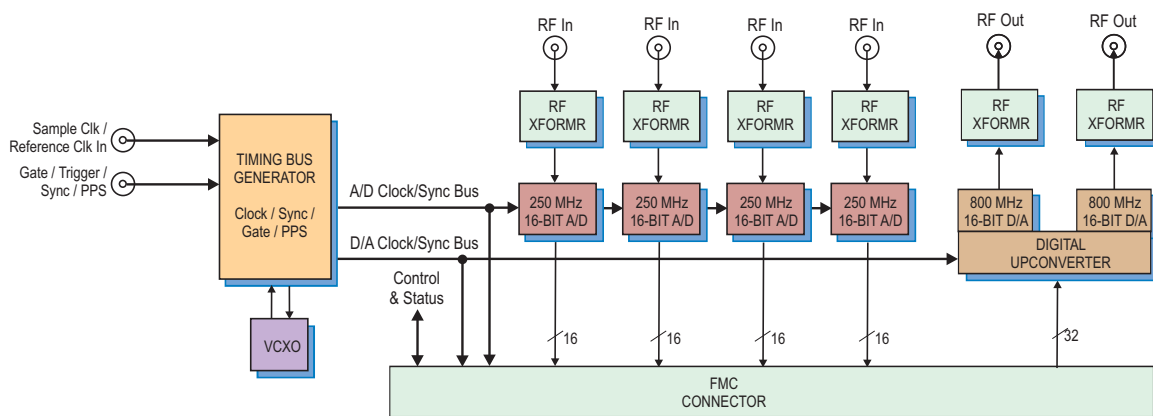 RF In
RF In
RF In
RF In
RF Out
RF Out
Sample Clk /
Reference Clk In
Gate / Trigger /
Sync / PPS
TIMING BUS
GENERATOR
Clock / Sync /
Gate / PPS
VCXO
A/D Clock/Sync Bus
D/A Clock/Sync Bus
Control
& Status
RF
XFORMR
RF
XFORMR
RF
XFORMR
RF
XFORMR
RF
XFORMR
RF
XFORMR
250 MHz
16-BIT A/D
250 MHz
16-BIT A/D
250 MHz
16-BIT A/D
250 MHz
16-BIT A/D
800 MHz
16-BIT D/A
800 MHz
16-BIT D/A
DIGITAL
UPCONVERTER
16
16
16
16
32
FMC
CONNECTOR